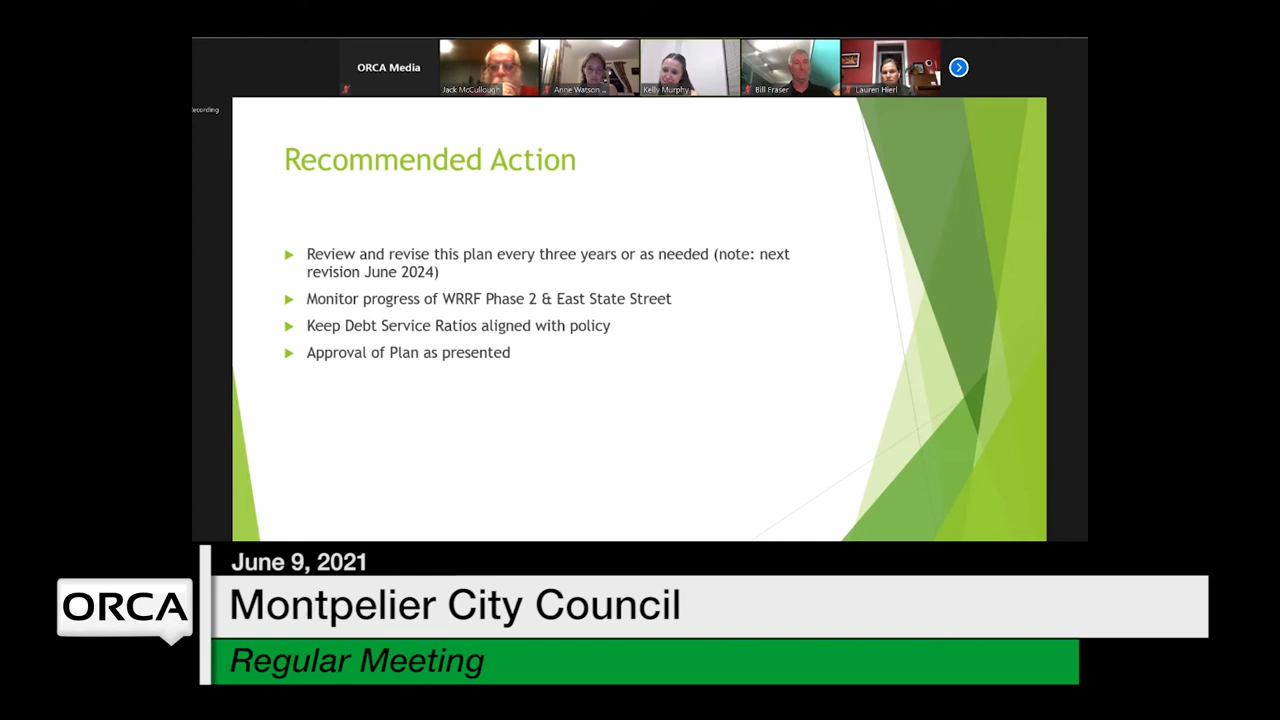 ORCA Media
Jack McCullough
Anne Watson ...
Kelly Murphy
Bill Fraser
Lauren Hierl
Recording
Recommended Action
Review and revise this plan every three years or as needed (note: next
revision June 2024)
Monitor progress of WRRF Phase 2 & East State Street
Keep Debt Service Ratios aligned with policy
Approval of Plan as presented
June 9, 2021
ORCA
Montpelier City Council
Regular Meeting